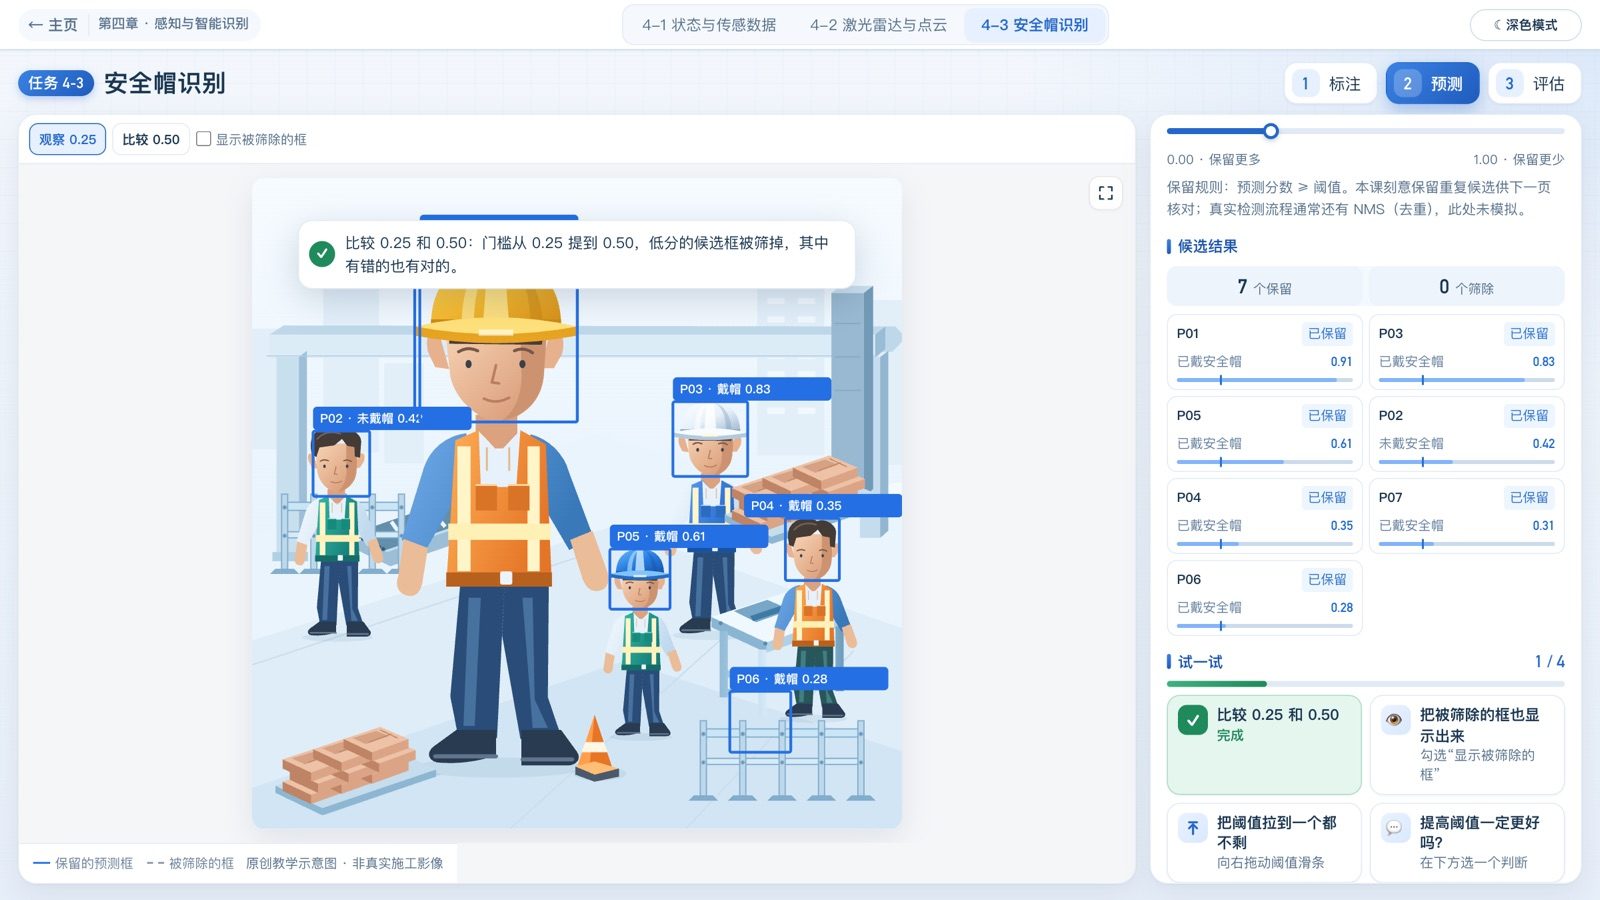 ← 主页 第四章 · 感知与智能识别
4-1 状态与传感数据 4-2 激光雷达与点云 4-3 安全帽识别
☾ 深色模式
任务 4-3 安全帽识别
1 标注 2 预测 3 评估
观察 0.25 比较 0.50 显示被筛除的框
比较 0.25 和 0.50：门槛从 0.25 提到 0.50，低分的候选框被筛掉，其中
有错的也有对的。
P03 · 戴帽 0.83
P02 · 未戴帽 0.42
P04 · 戴帽 0.35
P05 · 戴帽 0.61
P06 · 戴帽 0.28
保留的预测框 被筛除的框 原创教学示意图 · 非真实施工影像
0.00 · 保留更多 1.00 · 保留更少
保留规则：预测分数 ≥ 阈值。本课刻意保留重复候选供下一页
核对；真实检测流程通常还有 NMS（去重），此处未模拟。
候选结果
7 个保留 0 个筛除
P01 已保留
已戴安全帽 0.91
P03 已保留
已戴安全帽 0.83
P05 已保留
已戴安全帽 0.61
P02 已保留
未戴安全帽 0.42
P04 已保留
已戴安全帽 0.35
P07 已保留
已戴安全帽 0.31
P06 已保留
已戴安全帽 0.28
试一试 1 / 4
比较 0.25 和 0.50
完成
把被筛除的框也显
示出来
勾选“显示被筛除的
框”
把阈值拉到一个都
不剩
向右拖动阈值滑条
提高阈值一定更好
吗？
在下方选一个判断